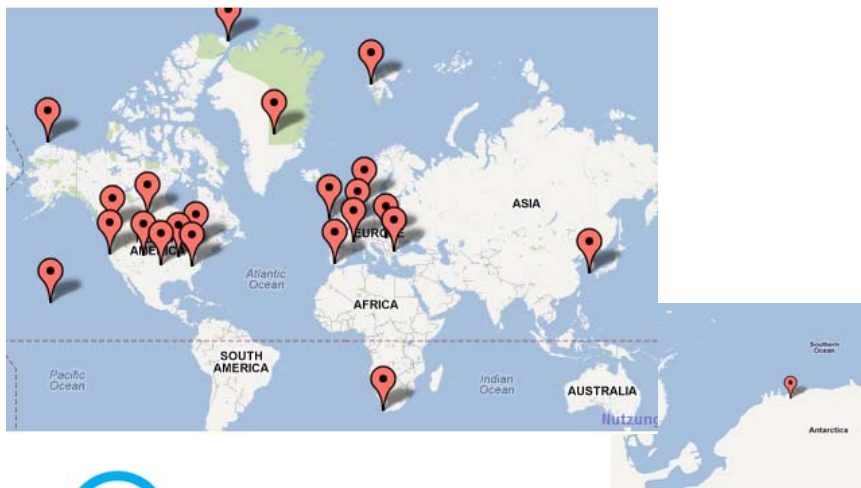 ASIA
EUROPE
AMERICA
Atlantic
Ocean
AFRICA
SOUTH
AMERICA
Pacific
Ocean
Indian
Ocean
AUSTRALIA
Nutzung
Southern
Ocean
Antarctica